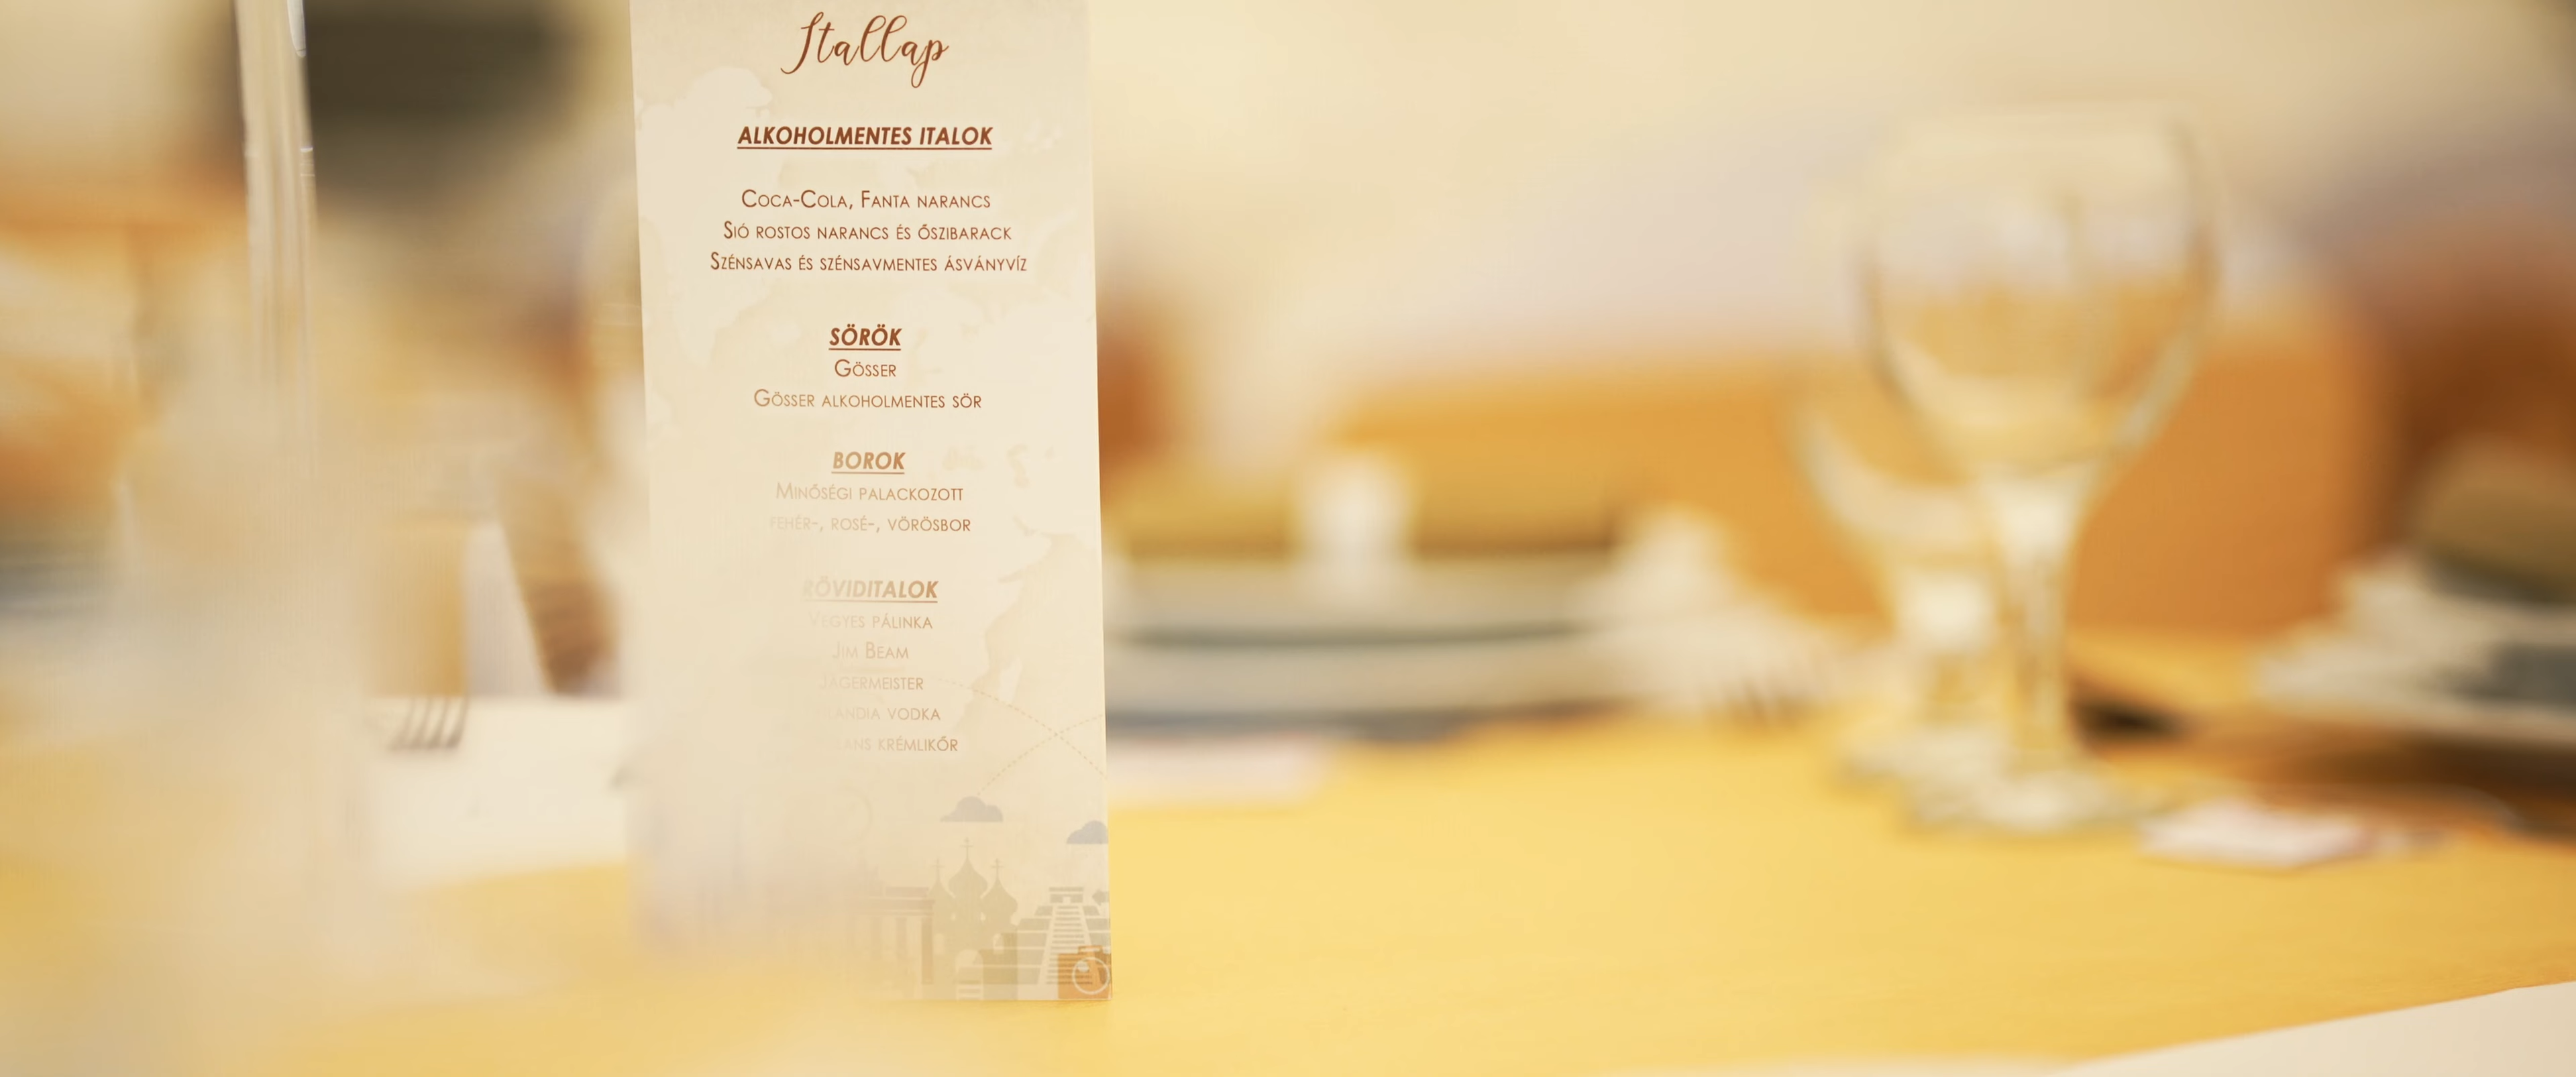 Itallap
ALKOHOLMENTES ITALOK
Coca-Cola, Fanta narancs
Sió rostos narancs és őszibarack
Szénsavas és szénsavmentes ásványvíz
SÖRÖK
Gösser
Gösser alkoholmentes sör
BOROK
Minőségi palackozott
fehér-, rosé-, vörösbor
RÖVIDITALOK
Vegyes pálinka
Jim Beam
Jägermeister
vodka
krémlikőr